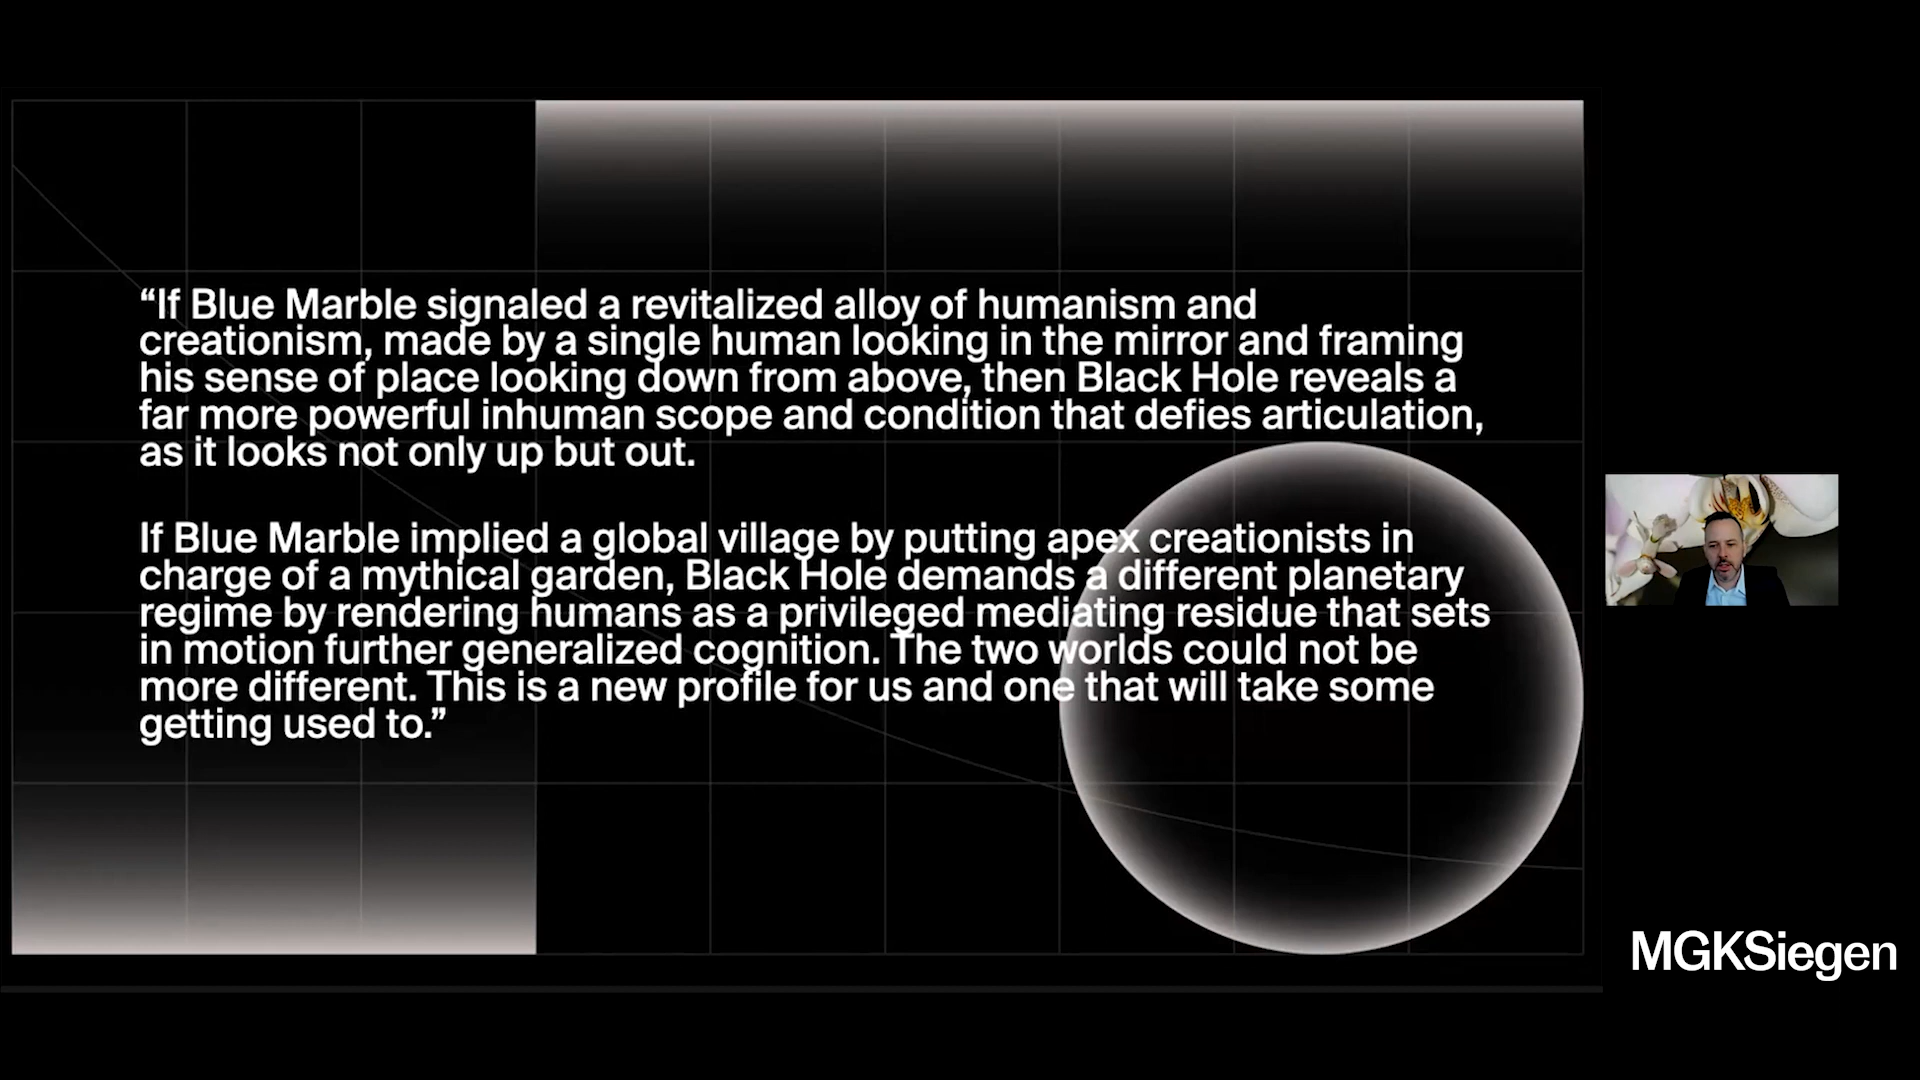 “If Blue Marble signaled a revitalized alloy of humanism and
creationism, made by a single human looking in the mirror and framing
his sense of place looking down from above, then Black Hole reveals a
far more powerful inhuman scope and condition that defies articulation,
as it looks not only up but out.
If Blue Marble implied a global village by putting apex creationists in
charge of a mythical garden, Black Hole demands a different planetary
regime by rendering humans as a privileged mediating residue that sets
in motion further generalized cognition. The two worlds could not be
more different. This is a new profile for us and one that will take some
getting used to.”
MGKSiegen